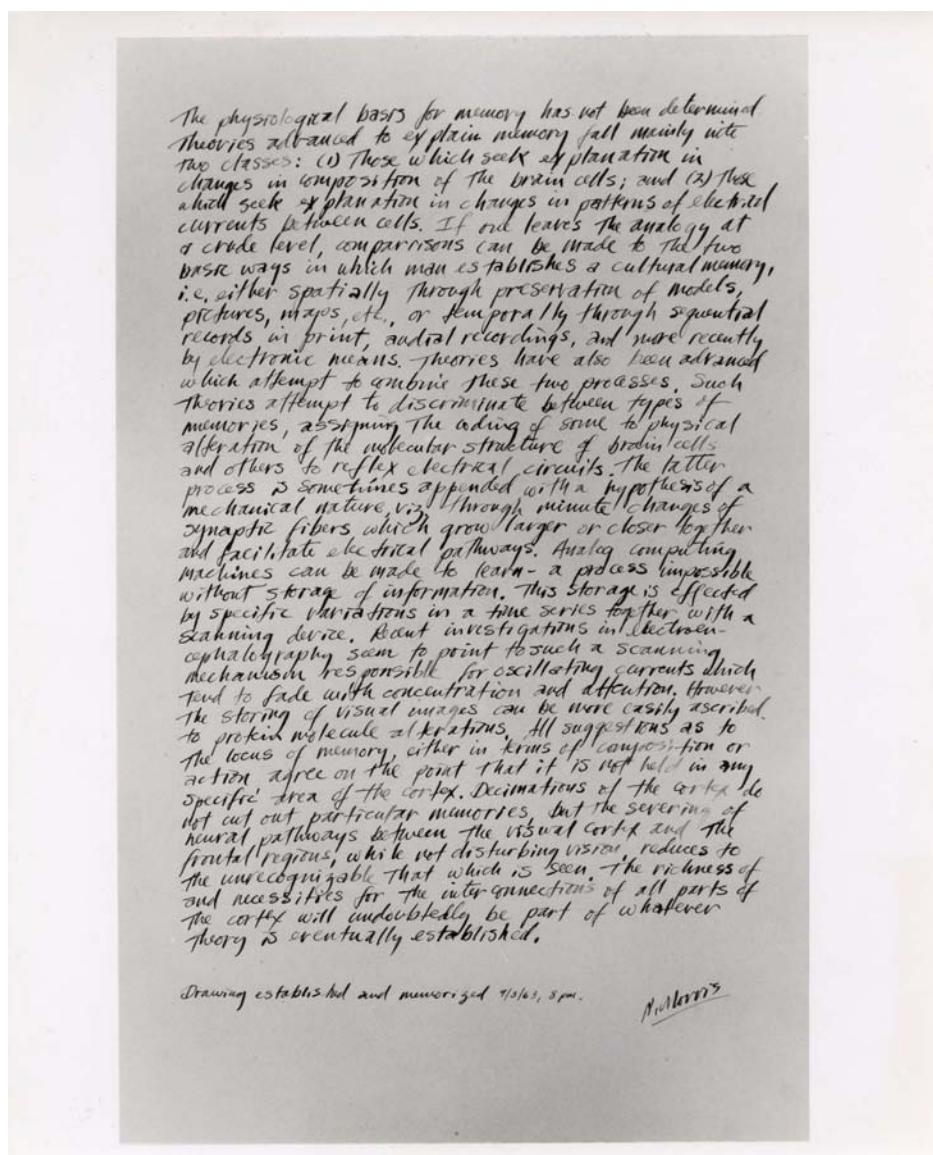 The physiological basis for memory has not been determined
Theories advanced to explain memory fall mainly into
two classes: (1) Those which seek explanation in
changes in composition of the brain cells; and (2) those
which seek explanation in changes in patterns of electrical
currents between cells. If one leaves the analogy at
a crude level, comparrisons can be made to the two
basic ways in which man establishes a cultural memory,
i.e. either spatially through preservation of models,
pictures, maps, etc., or temporally through sequential
records in print, audial recordings, and more recently
by electronic means. Theories have also been advanced
which attempt to combine these two processes. Such
theories attempt to discriminate between types of
memories, assigning the coding of some to physical
alteration of the molecular structure of brain cells
and others to reflex electrical circuits. The latter
process is sometimes appended with a hypothesis of a
mechanical nature, viz, through minute changes of
synaptic fibers which grow larger or closer together
and facilitate electrical pathways. Analog computing
machines can be made to learn - a process impossible
without storage of information. This storage is effected
by specific variations in a time series together with a
scanning device. Recent investigations in electroen-
cephalography seem to point to such a scanning
mechanism responsible for oscillating currents which
tend to fade with concentration and attention. However
the storing of visual images can be more easily ascribed
to protein molecule alterations. All suggestions as to
the locus of memory, either in terms of composition or
action agree on the point that it is not held in any
specific area of the cortex. Decimations of the cortex do
not cut out particular memories, but the severing of
neural pathways between the visual cortex and the
frontal regions, while not disturbing vision, reduces to
the unrecognizable that which is seen. The richness of
and necessities for the interconnections of all parts of
the cortex will undoubtedly be part of whatever
theory is eventually established.
Drawing established and memorized 9/3/63, 8 pm.
R. Morris